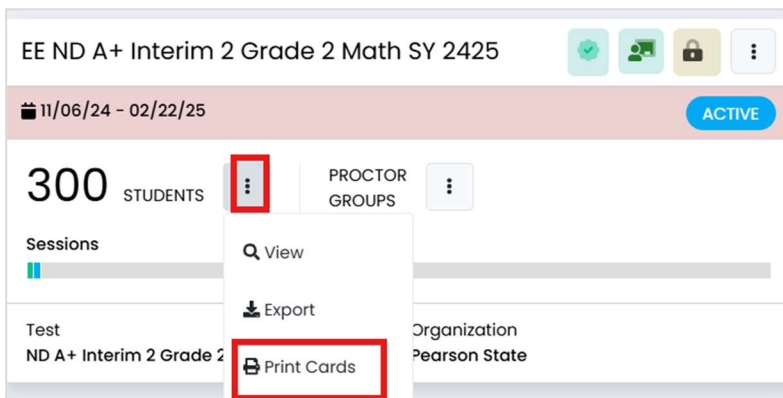 EE ND A+ Interim 2 Grade 2 Math SY 2425
11/06/24 - 02/22/25
ACTIVE
300 STUDENTS
PROCTOR
GROUPS
Sessions
View
Export
Print Cards
Test
ND A+ Interim 2 Grade 2
Organization
Pearson State